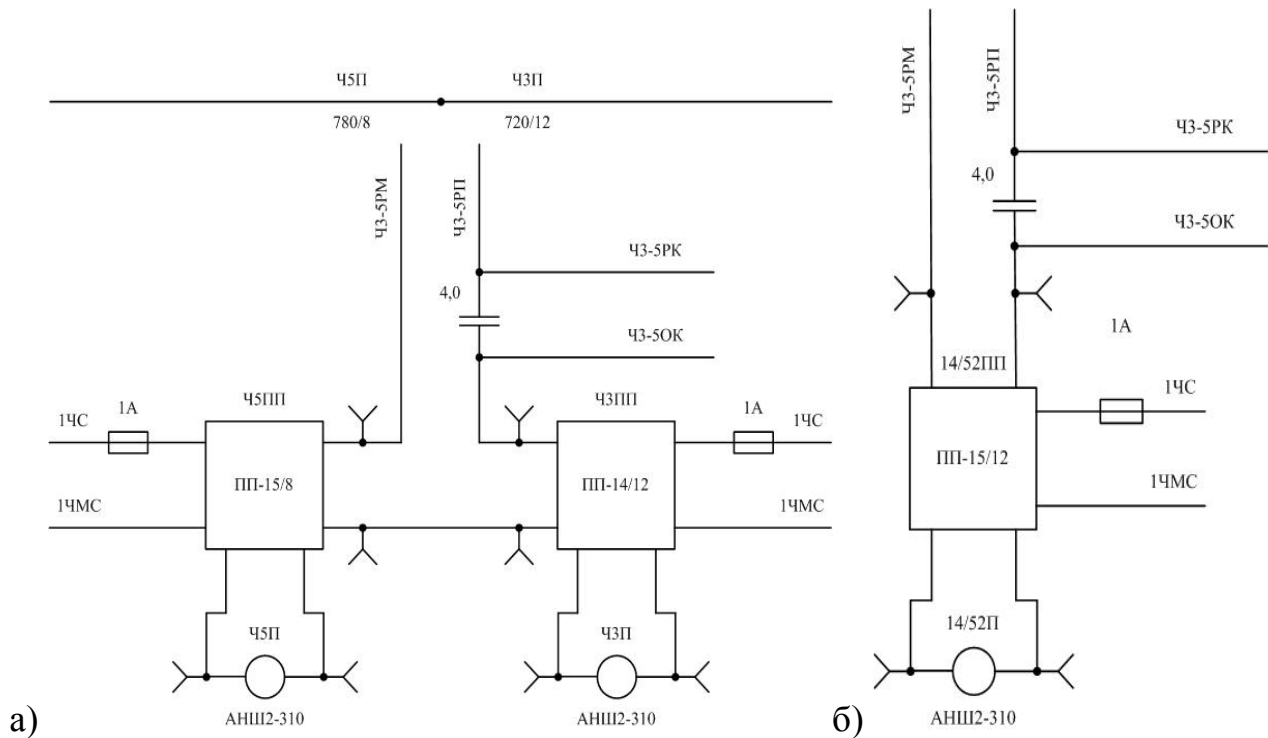 Ч5П
Ч3П
780/8
720/12
Ч3-5РМ
Ч3-5РП
Ч3-5РК
4,0
Ч3-5ОК
1ЧС
1А
Ч5ПП
Ч3ПП
1А
1ЧС
ПП-15/8
ПП-14/12
1ЧМС
1ЧМС
Ч5П
Ч3П
АНШ2-310
АНШ2-310
а)
Ч3-5РМ
Ч3-5РП
Ч3-5РК
4,0
Ч3-5ОК
1А
14/52ПП
1ЧС
ПП-15/12
1ЧМС
14/52П
АНШ2-310
б)